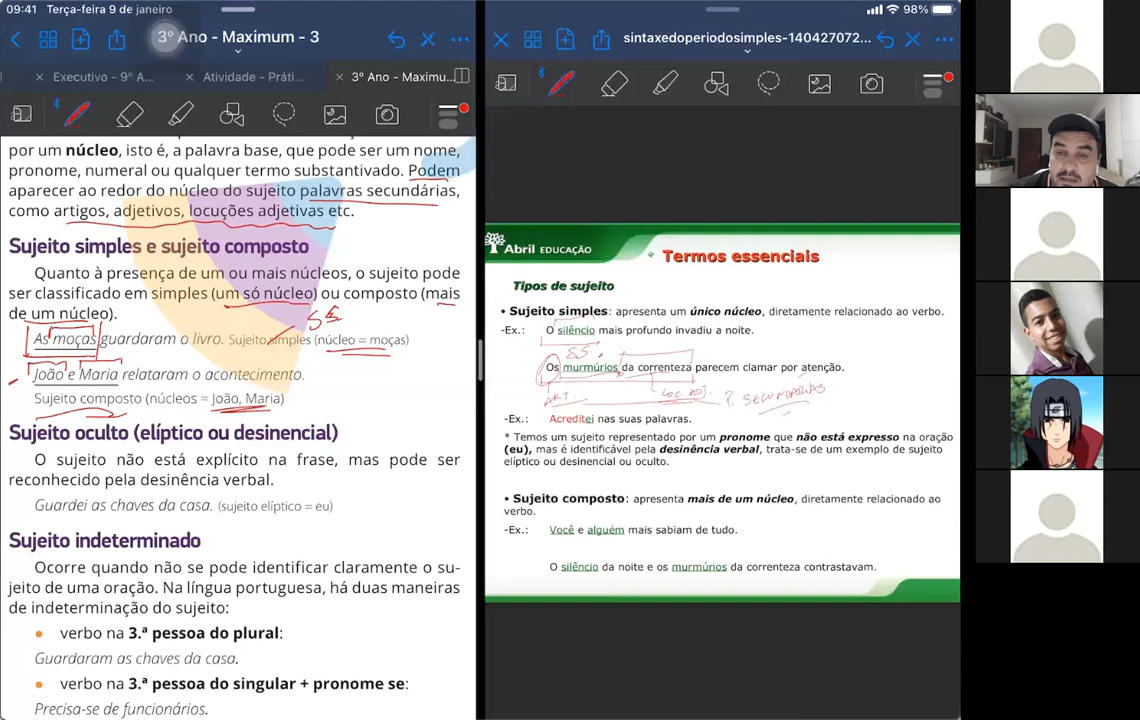 09:41 Terça-feira 9 de janeiro
98%
3º Ano - Maximum - 3
Executivo - 9º A...
Atividade - Práti...
3º Ano - Maximu...
por um núcleo, isto é, a palavra base, que pode ser um nome,
pronome, numeral ou qualquer termo substantivado. Podem
aparecer ao redor do núcleo do sujeito palavras secundárias,
como artigos, adjetivos, locuções adjetivas etc.
Sujeito simples e sujeito composto
Quanto à presença de um ou mais núcleos, o sujeito pode
ser classificado em simples (um só núcleo) ou composto (mais
de um núcleo).
SS
As moças guardaram o livro. Sujeito simples (núcleo = moças)
João e Maria relataram o acontecimento.
Sujeito composto (núcleos = João, Maria)
Sujeito oculto (elíptico ou desinencial)
O sujeito não está explícito na frase, mas pode ser
reconhecido pela desinência verbal.
Guardei as chaves da casa. (sujeito elíptico = eu)
Sujeito indeterminado
Ocorre quando não se pode identificar claramente o su-
jeito de uma oração. Na língua portuguesa, há duas maneiras
de indeterminação do sujeito:
• verbo na 3.ª pessoa do plural:
Guardaram as chaves da casa.
• verbo na 3.ª pessoa do singular + pronome se:
Precisa-se de funcionários.
sintaxedoperiodosimples-140427072...
Abril EDUCAÇÃO
Termos essenciais
Tipos de sujeito
• Sujeito simples: apresenta um único núcleo, diretamente relacionado ao verbo.
-Ex.: O silêncio mais profundo invadiu a noite.
SS
Os murmúrios da correnteza parecem clamar por atenção.
ART. LOC ADJ. P. SECUNDÁRIAS
-Ex.: Acreditei nas suas palavras.
* Temos um sujeito representado por um pronome que não está expresso na oração
(eu), mas é identificável pela desinência verbal, trata-se de um exemplo de sujeito
elíptico ou desinencial ou oculto.
• Sujeito composto: apresenta mais de um núcleo, diretamente relacionado ao
verbo.
-Ex.: Você e alguém mais sabiam de tudo.
O silêncio da noite e os murmúrios da correnteza contrastavam.